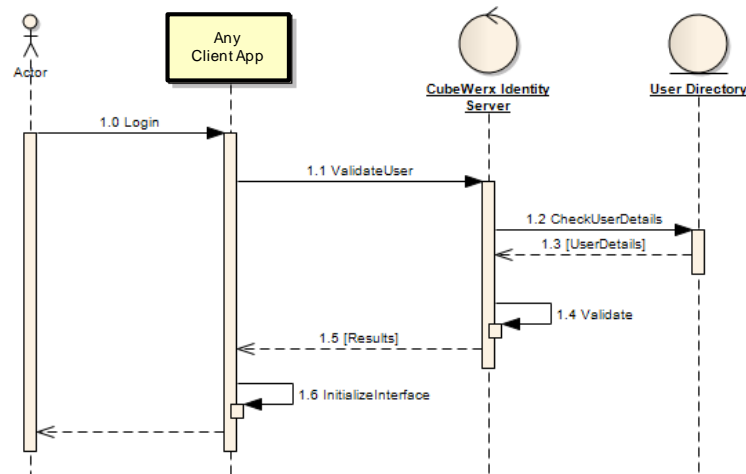 Actor
Any
Client App
CubeWerx Identity
Server
User Directory
1.0 Login
1.1 ValidateUser
1.2 CheckUserDetails
1.3 [UserDetails]
1.4 Validate
1.5 [Results]
1.6 InitializeInterface